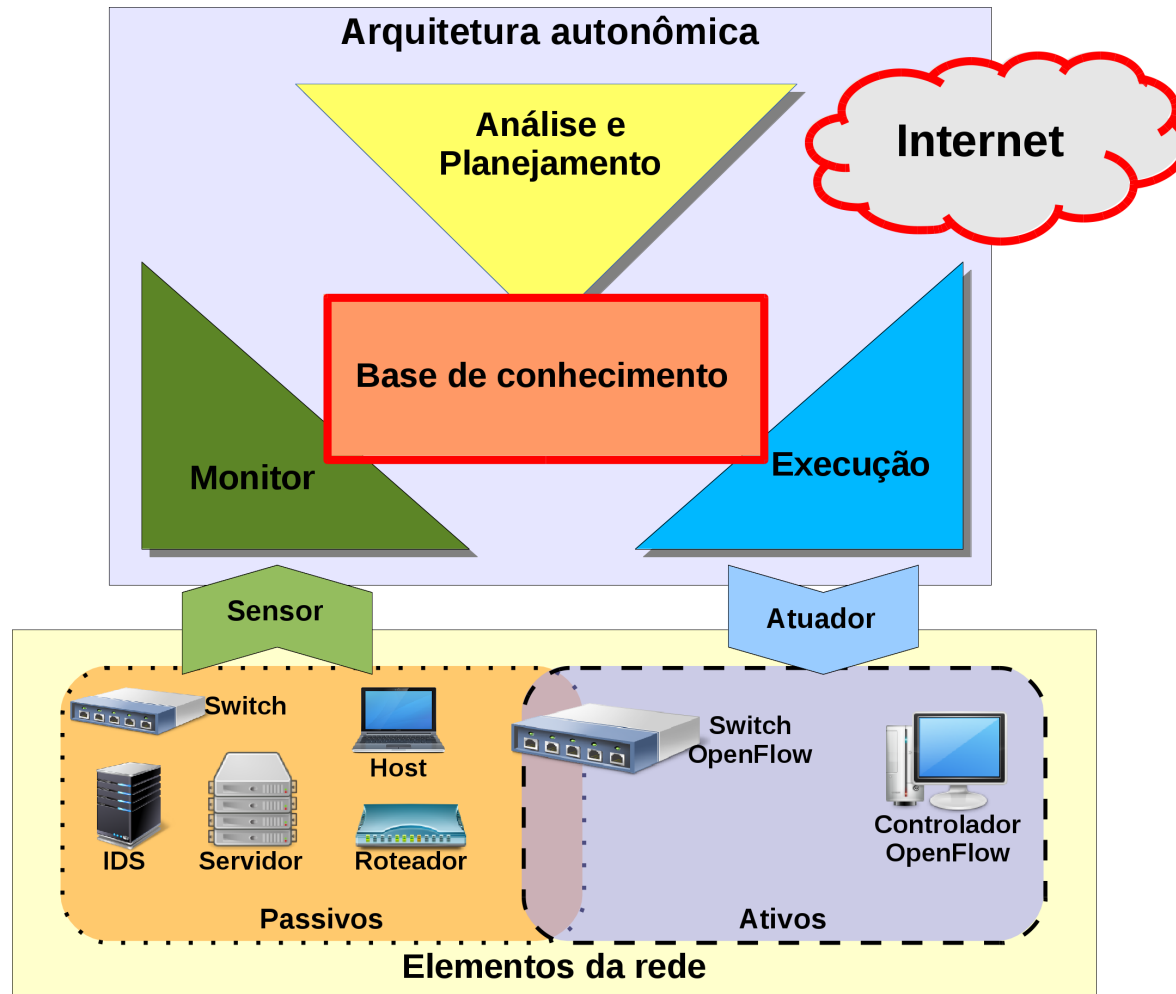 Arquitetura autonômica
Análise e
Planejamento
Internet
Base de conhecimento
Monitor
Execução
Sensor
Atuador
Switch
Host
IDS
Servidor
Roteador
Switch
OpenFlow
Controlador
OpenFlow
Passivos
Ativos
Elementos da rede